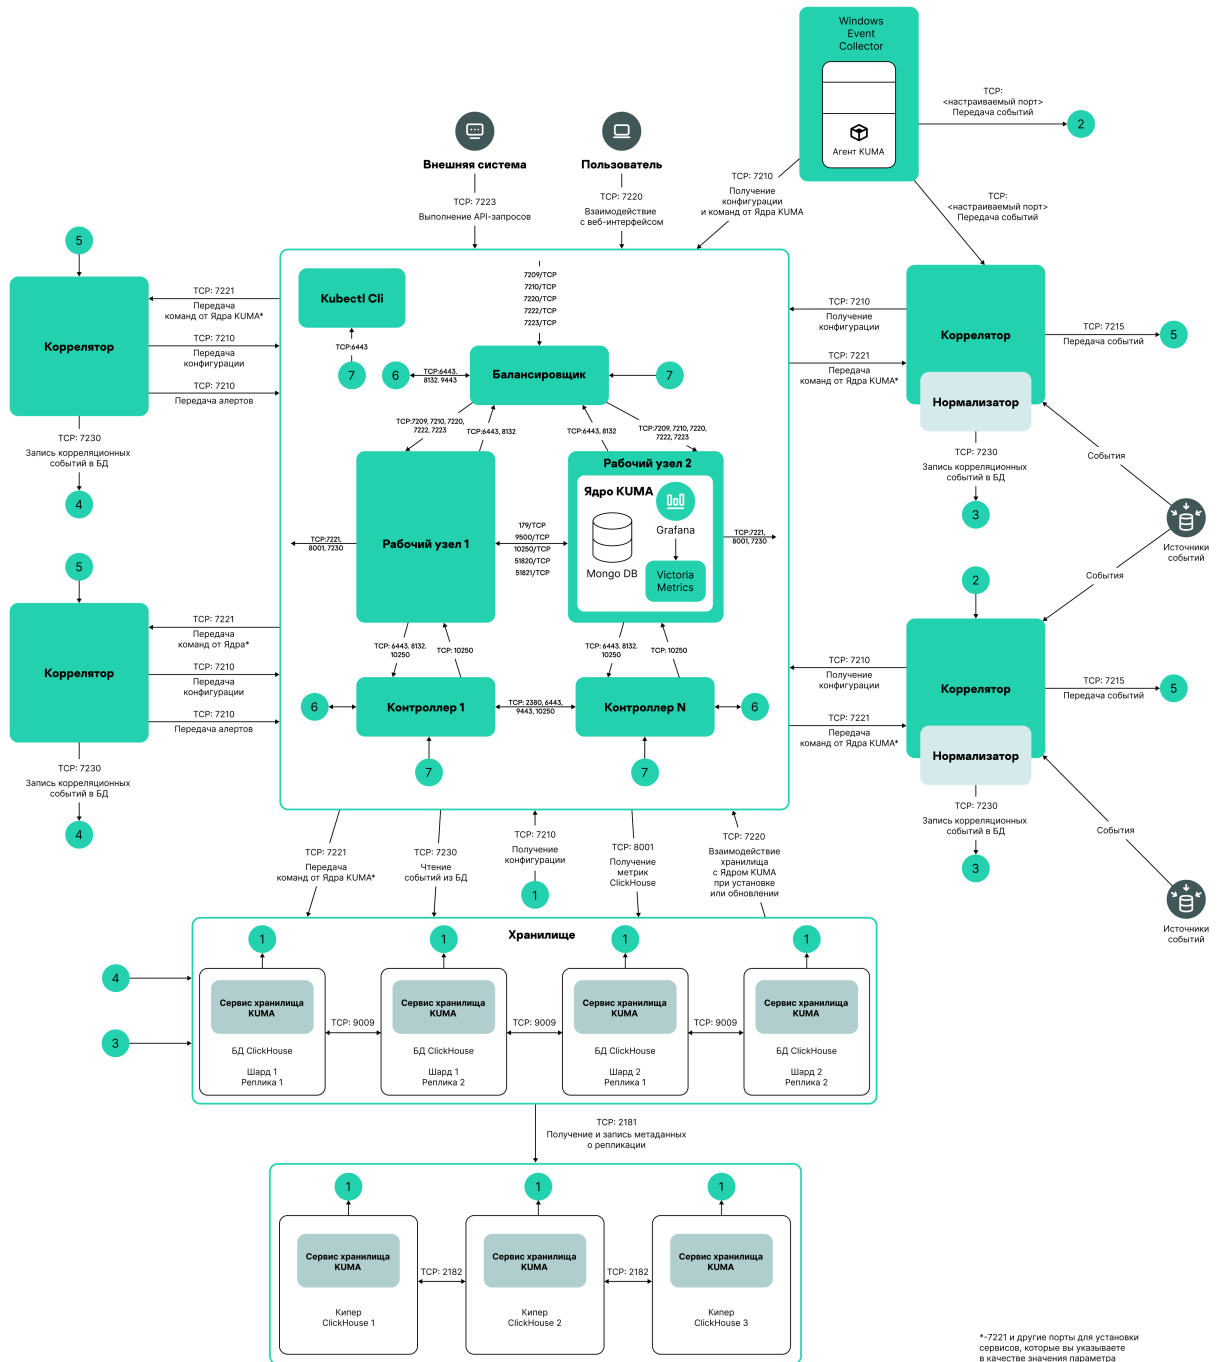 Windows
Event
Collector
Агент KUMA
TCP:
<настраиваемый порт>
Передача событий
2
Внешняя система
Пользователь
TCP: 7223
Выполнение API-запросов
TCP: 7220
Взаимодействие
с веб-интерфейсом
TCP: 7210
Получение
конфигурации
и команд от Ядра KUMA
TCP:
<настраиваемый порт>
Передача событий
5
Коррелятор
TCP: 7221
Передача
команд от Ядра KUMA*
TCP: 7210
Передача
конфигурации
TCP: 7210
Передача алертов
TCP: 7230
Запись корреляционных
событий в БД
4
Kubectl Cli
TCP:6443
7
7209/TCP
7210/TCP
7220/TCP
7222/TCP
7223/TCP
Балансировщик
6
TCP:6443,
8132, 9443
7
TCP:7209, 7210, 7220,
7222, 7223
TCP:6443, 8132
TCP:6443, 8132
TCP:7209, 7210, 7220,
7222, 7223
TCP: 7210
Получение
конфигурации
TCP: 7221
Передача
команд от Ядра KUMA*
Коррелятор
Нормализатор
TCP: 7215
Передача событий
5
TCP: 7230
Запись корреляционных
событий в БД
3
События
Источники
событий
События
Рабочий узел 1
TCP:7221,
8001, 7230
179/TCP
9500/TCP
10250/TCP
51820/TCP
51821/TCP
Рабочий узел 2
Ядро KUMA
Grafana
Mongo DB
Victoria
Metrics
TCP:7221,
8001, 7230
5
Коррелятор
TCP: 7221
Передача
команд от Ядра*
TCP: 7210
Передача
конфигурации
TCP: 7210
Передача алертов
TCP: 7230
Запись корреляционных
событий в БД
4
TCP: 6443, 8132,
10250
TCP: 10250
TCP: 6443, 8132,
10250
TCP: 10250
6
Контроллер 1
TCP: 2380, 6443,
9443, 10250
Контроллер N
6
7
7
2
TCP: 7210
Получение
конфигурации
TCP: 7221
Передача
команд от Ядра KUMA*
Коррелятор
Нормализатор
TCP: 7215
Передача событий
5
TCP: 7230
Запись корреляционных
событий в БД
3
События
Источники
событий
TCP: 7221
Передача
команд от Ядра KUMA*
TCP: 7230
Чтение
событий из БД
TCP: 7210
Получение
конфигурации
1
TCP: 8001
Получение
метрик
ClickHouse
TCP: 7220
Взаимодействие
хранилища
с Ядром KUMA
при установке
или обновлении
Хранилище
1
1
1
1
4
3
Сервис хранилища
KUMA
БД ClickHouse
Шард 1
Реплика 1
TCP: 9009
Сервис хранилища
KUMA
БД ClickHouse
Шард 1
Реплика 2
TCP: 9009
Сервис хранилища
KUMA
БД ClickHouse
Шард 2
Реплика 1
TCP: 9009
Сервис хранилища
KUMA
БД ClickHouse
Шард 2
Реплика 2
TCP: 2181
Получение и запись метаданных
о репликации
1
1
1
Сервис хранилища
KUMA
Кипер
ClickHouse 1
TCP: 2182
Сервис хранилища
KUMA
Кипер
ClickHouse 2
TCP: 2182
Сервис хранилища
KUMA
Кипер
ClickHouse 3
*-7221 и другие порты для установки
сервисов, которые вы указываете
в качестве значения параметра